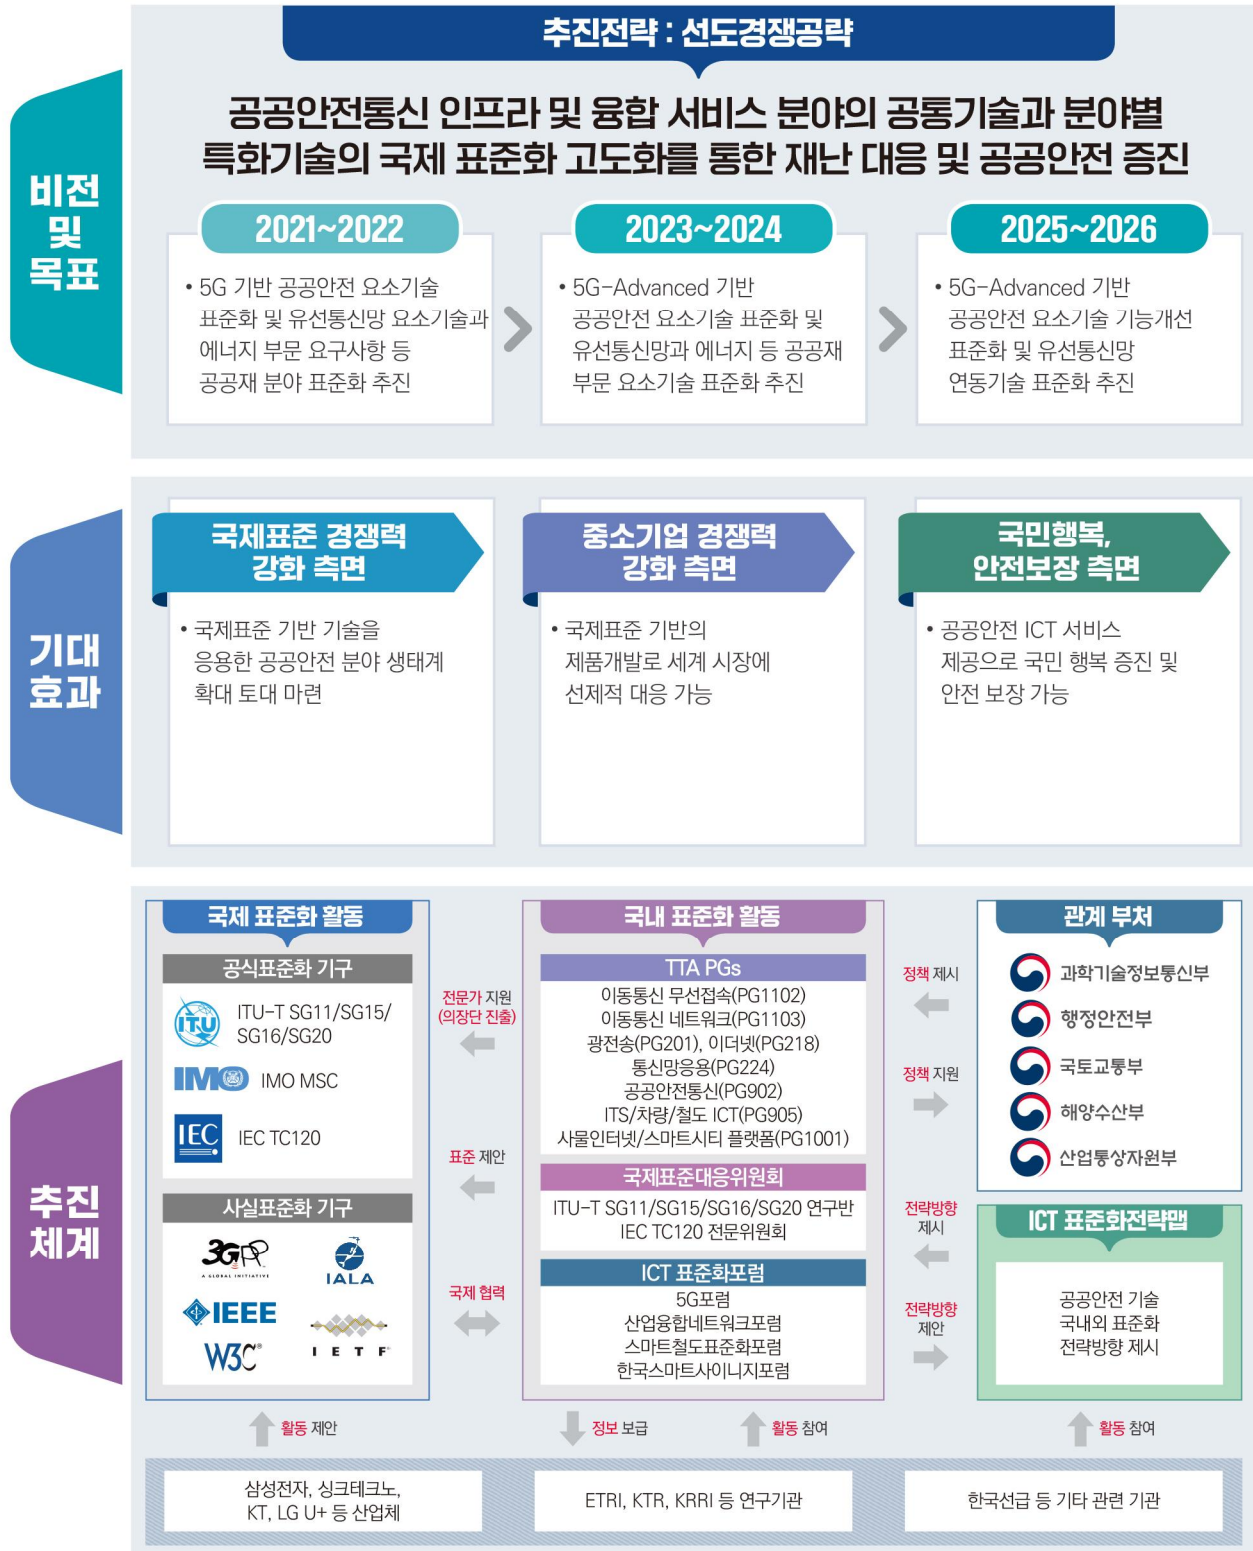 추진전략 : 선도경쟁공략
공공안전통신 인프라 및 융합 서비스 분야의 공통기술과 분야별
특화기술의 국제 표준화 고도화를 통한 재난 대응 및 공공안전 증진
비전
및
목표
2021~2022
• 5G 기반 공공안전 요소기술
표준화 및 유선통신망 요소기술과
에너지 부문 요구사항 등
공공재 분야 표준화 추진
2023~2024
• 5G-Advanced 기반
공공안전 요소기술 표준화 및
유선통신망과 에너지 등 공공재
부문 요소기술 표준화 추진
2025~2026
• 5G-Advanced 기반
공공안전 요소기술 기능개선
표준화 및 유선통신망
연동기술 표준화 추진
기대
효과
국제표준 경쟁력
강화 측면
• 국제표준 기반 기술을
응용한 공공안전 분야 생태계
확대 토대 마련
중소기업 경쟁력
강화 측면
• 국제표준 기반의
제품개발로 세계 시장에
선제적 대응 가능
국민행복,
안전보장 측면
• 공공안전 ICT 서비스
제공으로 국민 행복 증진 및
안전 보장 가능
추진
체계
국제 표준화 활동
공식표준화 기구
ITU
ITU-T SG11/SG15/
SG16/SG20
IMO
IMO MSC
IEC
IEC TC120
사실표준화 기구
3GPP
A GLOBAL INITIATIVE
IALA
IEEE
W3C®
IETF®
전문가 지원
(의장단 진출)
표준 제안
국제 협력
국내 표준화 활동
TTA PGs
이동통신 무선접속(PG1102)
이동통신 네트워크(PG1103)
광전송(PG201), 이더넷(PG218)
통신망응용(PG224)
공공안전통신(PG902)
ITS/차량/철도 ICT(PG905)
사물인터넷/스마트시티 플랫폼(PG1001)
국제표준대응위원회
ITU-T SG11/SG15/SG16/SG20 연구반
IEC TC120 전문위원회
ICT 표준화포럼
5G포럼
산업융합네트워크포럼
스마트철도표준화포럼
한국스마트사이니지포럼
정책 제시
정책 지원
전략방향
제시
전략방향
제안
관계 부처
과학기술정보통신부
행정안전부
국토교통부
해양수산부
산업통상자원부
ICT 표준화전략맵
공공안전 기술
국내외 표준화
전략방향 제시
활동 제안
정보 보급
활동 참여
활동 참여
삼성전자, 싱크테크노,
KT, LG U+ 등 산업체
ETRI, KTR, KRRI 등 연구기관
한국선급 등 기타 관련 기관